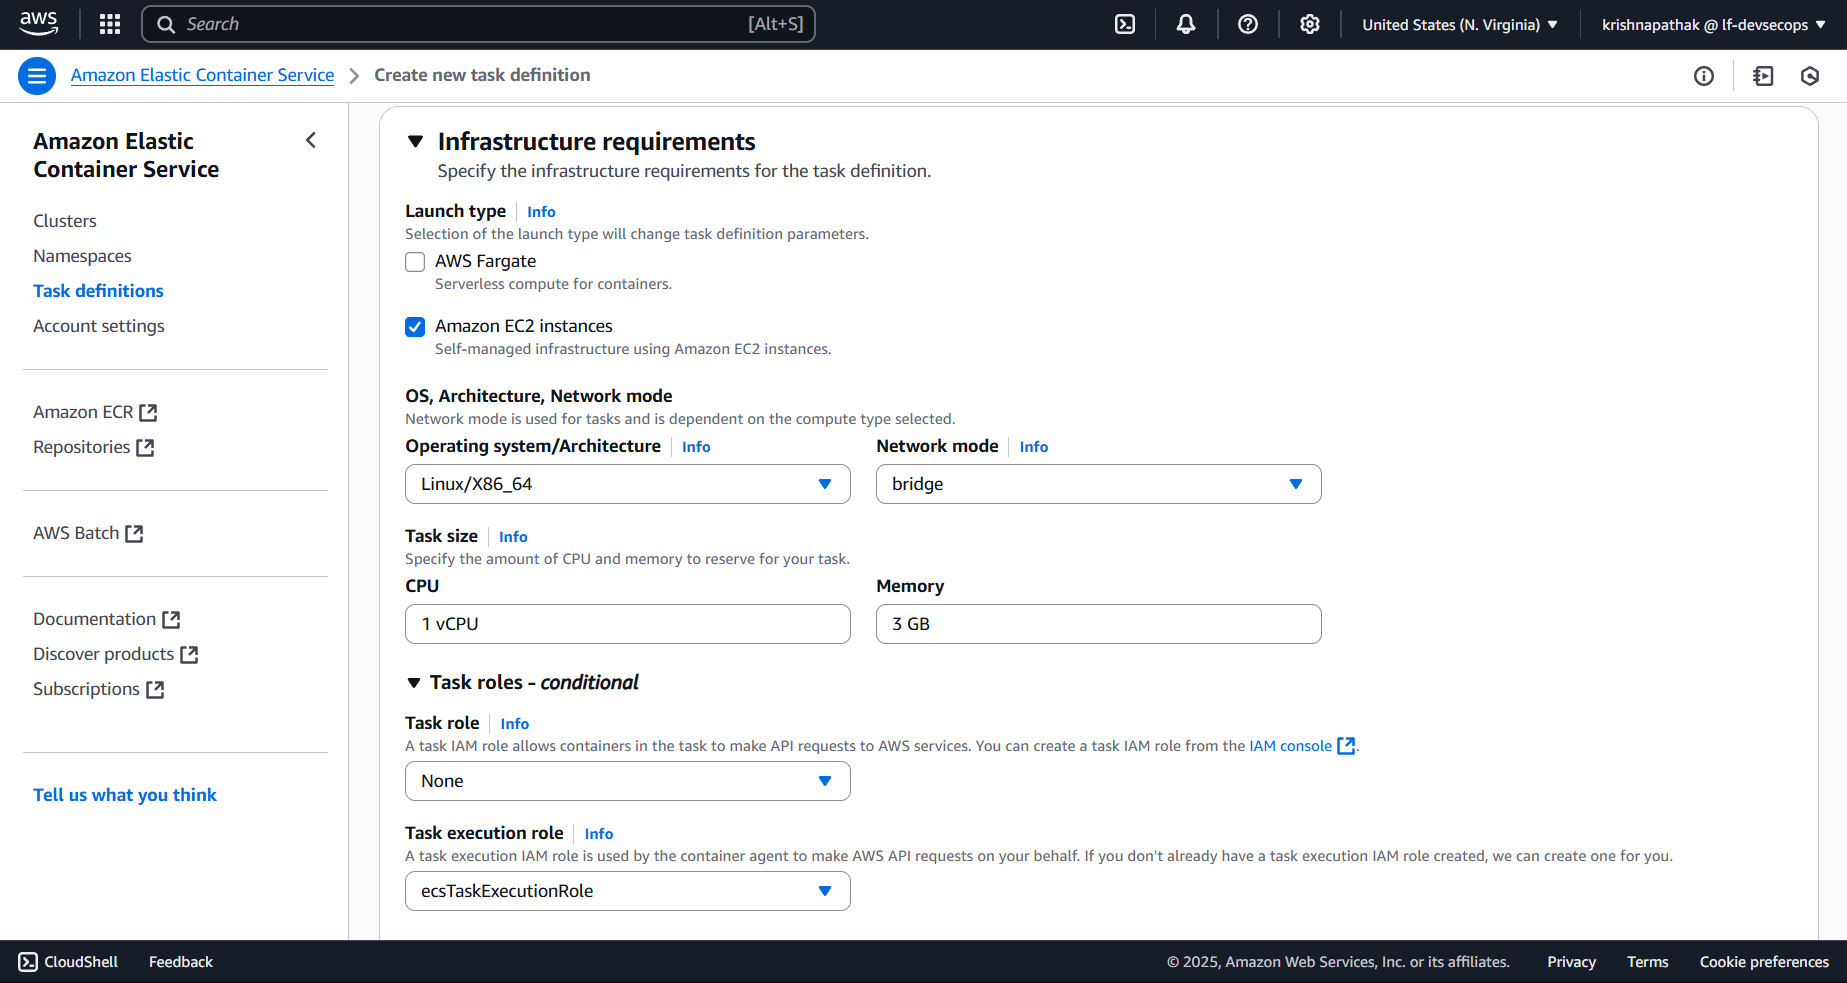 aws
Search
[Alt+S]
United States (N. Virginia)
krishnapathak @ lf-devsecops
Amazon Elastic Container Service
Create new task definition
Amazon Elastic
Container Service
Clusters
Namespaces
Task definitions
Account settings
Amazon ECR
Repositories
AWS Batch
Documentation
Discover products
Subscriptions
Tell us what you think
Infrastructure requirements
Specify the infrastructure requirements for the task definition.
Launch type Info
Selection of the launch type will change task definition parameters.
AWS Fargate
Serverless compute for containers.
Amazon EC2 instances
Self-managed infrastructure using Amazon EC2 instances.
OS, Architecture, Network mode
Network mode is used for tasks and is dependent on the compute type selected.
Operating system/Architecture Info
Network mode Info
Linux/X86_64
bridge
Task size Info
Specify the amount of CPU and memory to reserve for your task.
CPU
Memory
1 vCPU
3 GB
Task roles - conditional
Task role Info
A task IAM role allows containers in the task to make API requests to AWS services. You can create a task IAM role from the IAM console .
None
Task execution role Info
A task execution IAM role is used by the container agent to make AWS API requests on your behalf. If you don't already have a task execution IAM role created, we can create one for you.
ecsTaskExecutionRole
CloudShell
Feedback
© 2025, Amazon Web Services, Inc. or its affiliates.
Privacy
Terms
Cookie preferences